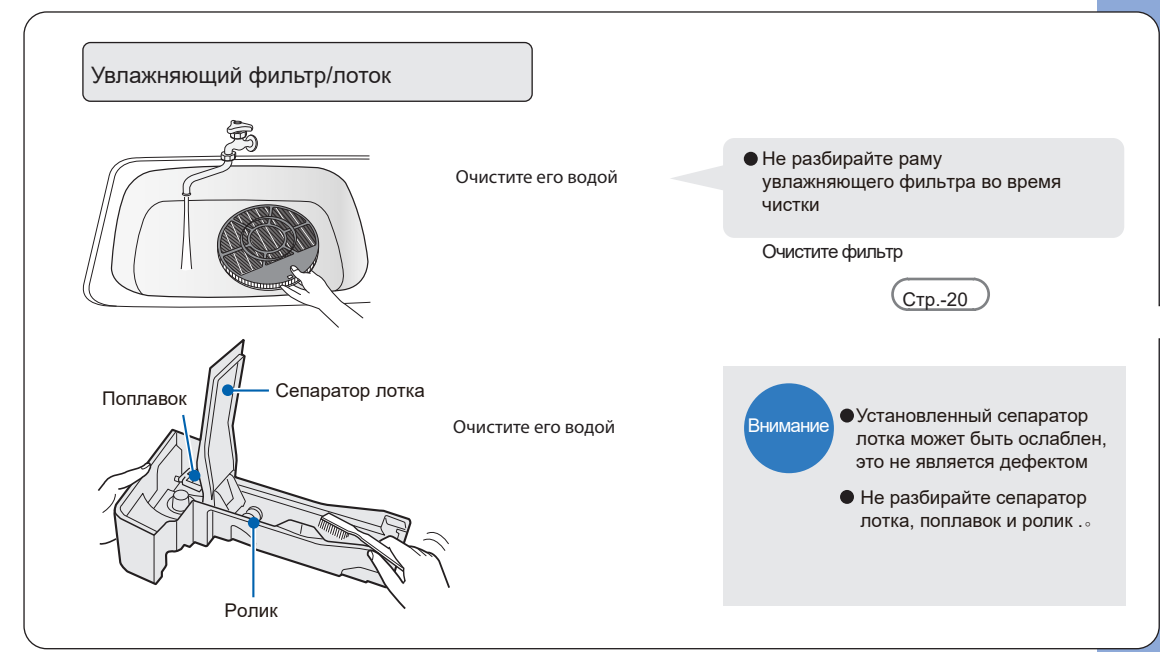 Увлажняющий фильтр/лоток
Очистите его водой
● Не разбирайте раму
увлажняющего фильтра во время
чистки
Очистите фильтр
Стр.-20
Поплавок
Сепаратор лотка
Ролик
Очистите его водой
Внимание
● Установленный сепаратор
лотка может быть ослаблен,
это не является дефектом
● Не разбирайте сепаратор
лотка, поплавок и ролик .。